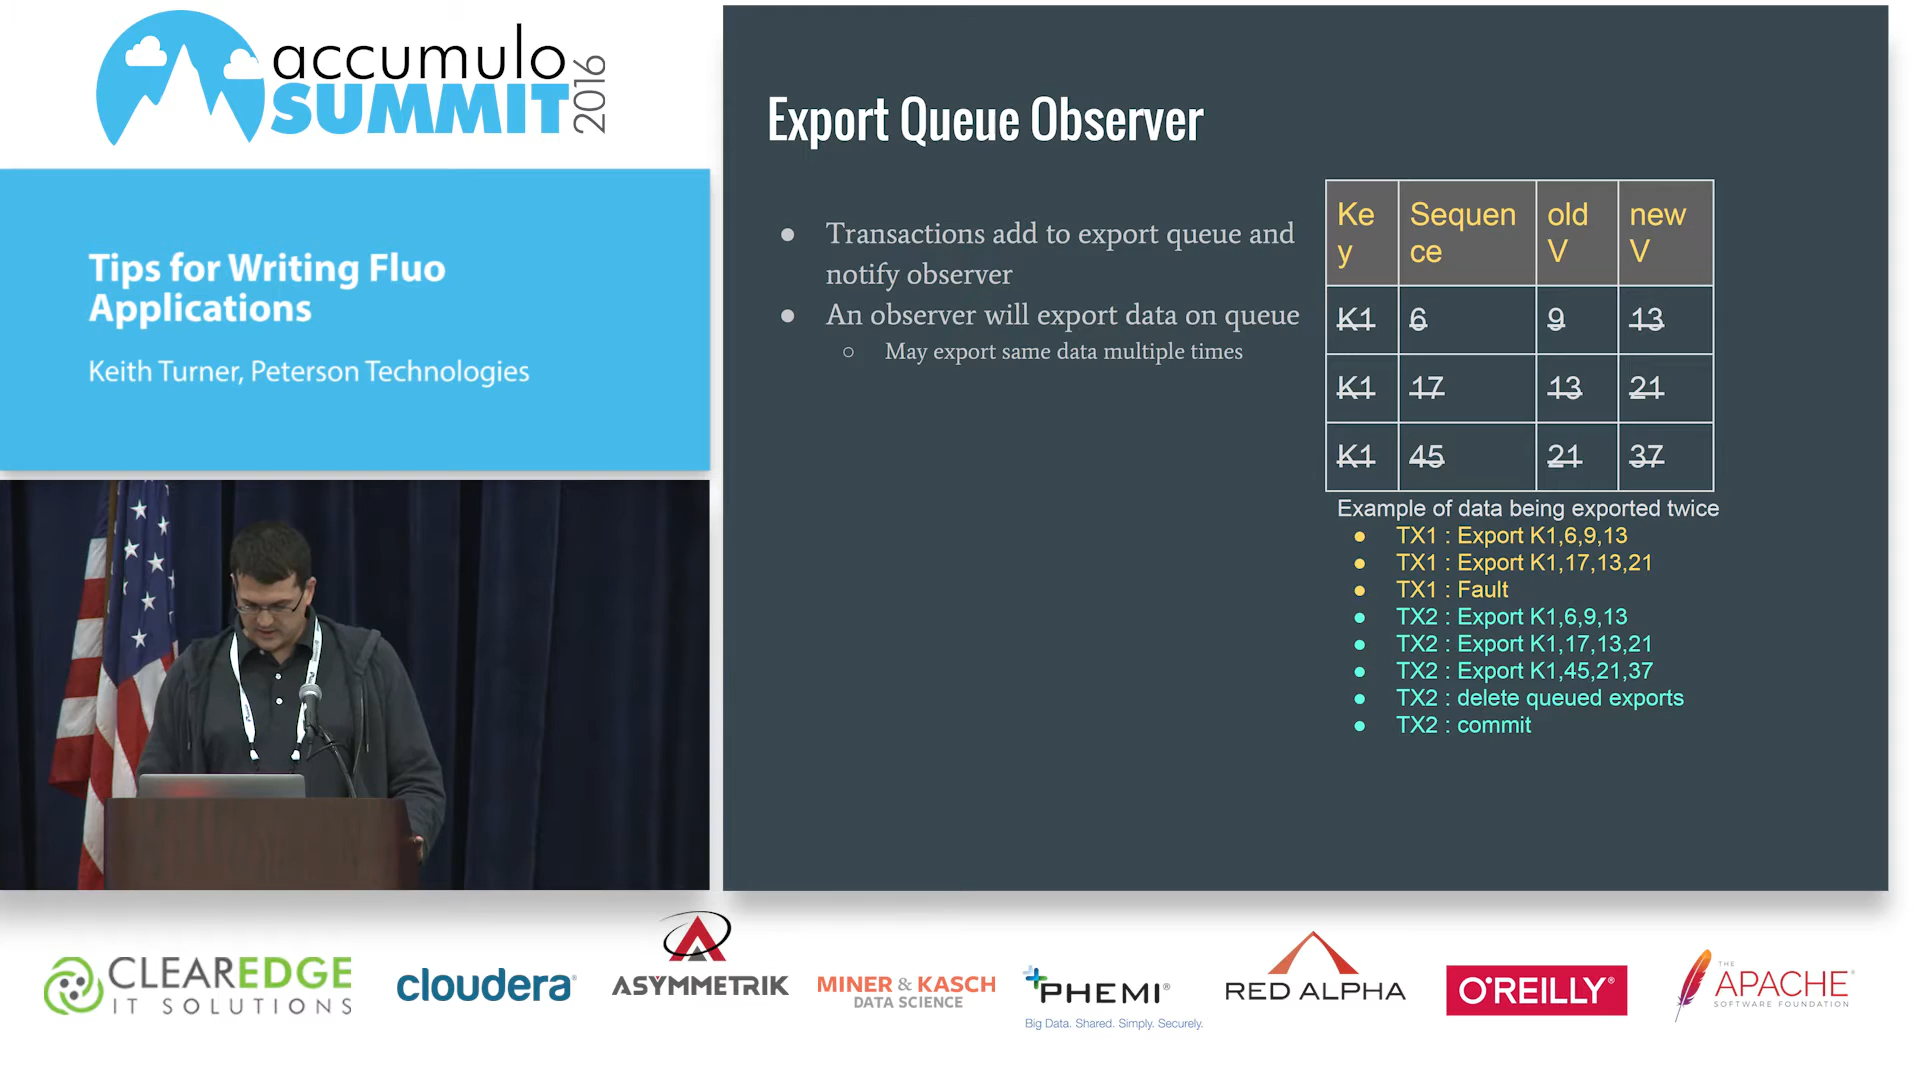 accumulo
SUMMIT
2016
Tips for Writing Fluo
Applications
Keith Turner, Peterson Technologies
Export Queue Observer
● Transactions add to export queue and
notify observer
● An observer will export data on queue
○ May export same data multiple times
Ke
y
Sequen
ce
old
V
new
V
K1 6 9 13
K1 17 13 21
K1 45 21 37
Example of data being exported twice
● TX1 : Export K1,6,9,13
● TX1 : Export K1,17,13,21
● TX1 : Fault
● TX2 : Export K1,6,9,13
● TX2 : Export K1,17,13,21
● TX2 : Export K1,45,21,37
● TX2 : delete queued exports
● TX2 : commit
CLEAREDGE
IT SOLUTIONS
cloudera®
ASYMMETRIK
MINER & KASCH
DATA SCIENCE
PHEMI®
Big Data. Shared. Simply. Securely.
RED ALPHA
O'REILLY®
THE
APACHE®
SOFTWARE FOUNDATION